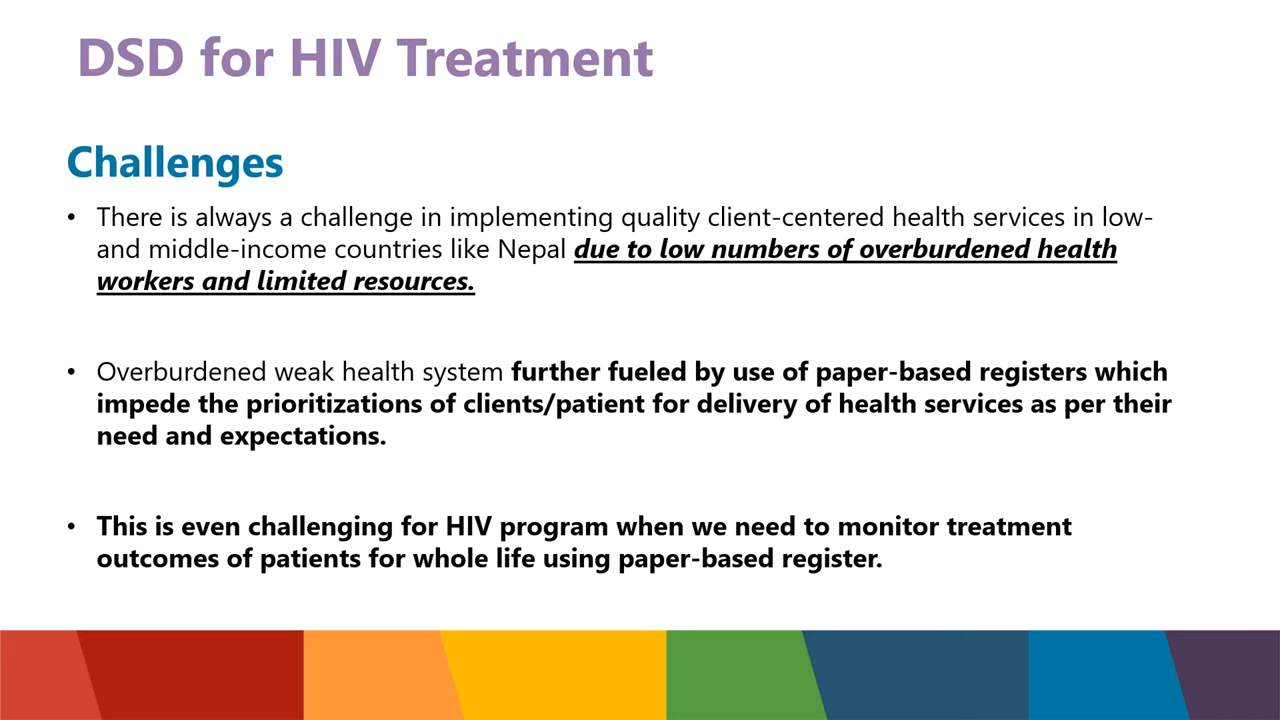 DSD for HIV Treatment
Challenges
• There is always a challenge in implementing quality client-centered health services in low-
and middle-income countries like Nepal due to low numbers of overburdened health
workers and limited resources.
• Overburdened weak health system further fueled by use of paper-based registers which
impede the prioritizations of clients/patient for delivery of health services as per their
need and expectations.
• This is even challenging for HIV program when we need to monitor treatment
outcomes of patients for whole life using paper-based register.